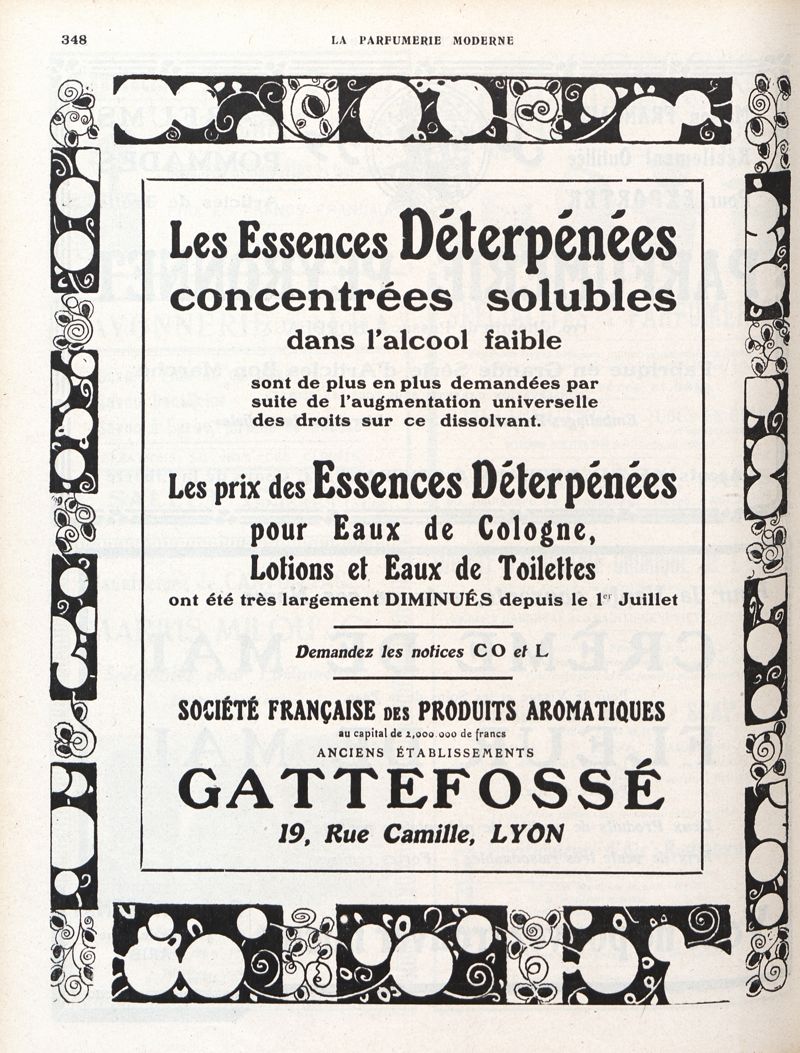 348
LA PARFUMERIE MODERNE
Les Essences Déterpénées
concentrées solubles
dans l'alcool faible
sont de plus en plus demandées par
suite de l'augmentation universelle
des droits sur ce dissolvant.
Les prix des Essences Déterpénées
pour Eaux de Cologne,
Lotions et Eaux de Toilettes
ont été très largement DIMINUÉS depuis le 1er Juillet
Demandez les notices CO et L
SOCIÉTÉ FRANÇAISE DES PRODUITS AROMATIQUES
au capital de 2,000.000 de francs
ANCIENS ÉTABLISSEMENTS
GATTEFOSSÉ
19, Rue Camille, LYON